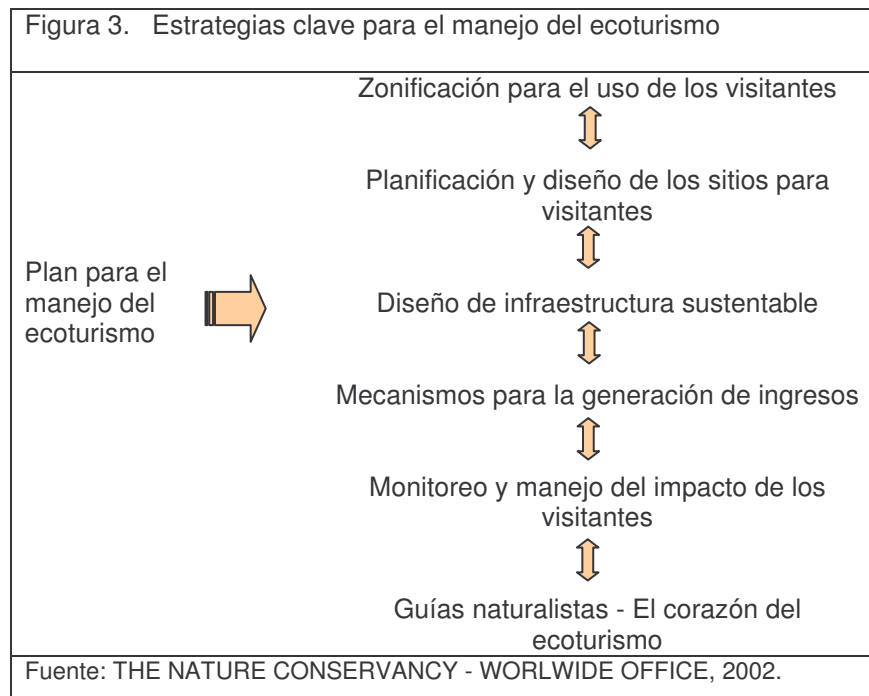 Figura 3. Estrategias clave para el manejo del ecoturismo
Zonificación para el uso de los visitantes
Planificación y diseño de los sitios para
visitantes
Plan para el
manejo del
ecoturismo
Diseño de infraestructura sustentable
Mecanismos para la generación de ingresos
Monitoreo y manejo del impacto de los
visitantes
Guías naturalistas - El corazón del
ecoturismo
Fuente: THE NATURE CONSERVANCY - WORLWIDE OFFICE, 2002.